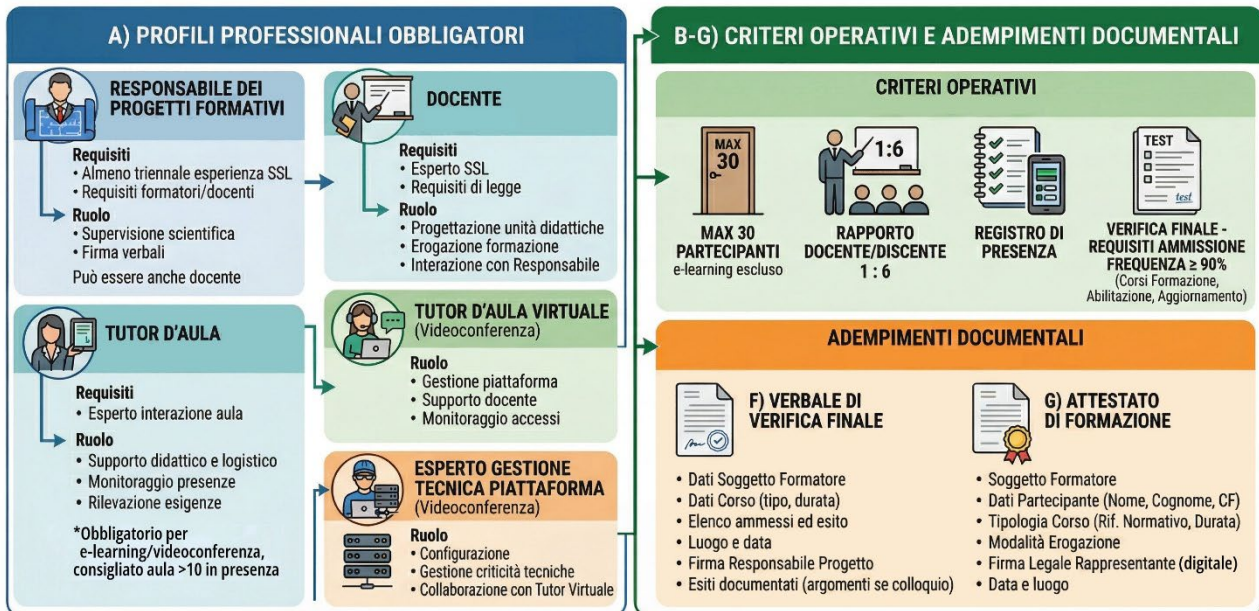 A) PROFILI PROFESSIONALI OBBLIGATORI
RESPONSABILE DEI
PROGETTI FORMATIVI
Requisiti
• Almeno triennale esperienza SSL
• Requisiti formatori/docenti
Ruolo
• Supervisione scientifica
• Firma verbali
Può essere anche docente
DOCENTE
Requisiti
• Esperto SSL
• Requisiti di legge
Ruolo
• Progettazione unità didattiche
• Erogazione formazione
• Interazione con Responsabile
TUTOR D'AULA
Requisiti
• Esperto interazione aula
Ruolo
• Supporto didattico e logistico
• Monitoraggio presenze
• Rilevazione esigenze
*Obbligatorio per
e-learning/videoconferenza,
consigliato aula >10 in presenza
TUTOR D'AULA VIRTUALE
(Videoconferenza)
Ruolo
• Gestione piattaforma
• Supporto docente
• Monitoraggio accessi
ESPERTO GESTIONE
TECNICA PIATTAFORMA
(Videoconferenza)
Ruolo
• Configurazione
• Gestione criticità tecniche
• Collaborazione con Tutor Virtuale
B-G) CRITERI OPERATIVI E ADEMPIMENTI DOCUMENTALI
CRITERI OPERATIVI
MAX
30
MAX 30
PARTECIPANTI
e-learning escluso
1:6
RAPPORTO
DOCENTE/DISCENTE
1 : 6
REGISTRO DI
PRESENZA
TEST
test
VERIFICA FINALE -
REQUISITI AMMISSIONE
FREQUENZA ≥ 90%
(Corsi Formazione,
Abilitazione, Aggiornamento)
ADEMPIMENTI DOCUMENTALI
F) VERBALE DI
VERIFICA FINALE
• Dati Soggetto Formatore
• Dati Corso (tipo, durata)
• Elenco ammessi ed esito
• Luogo e data
• Firma Responsabile Progetto
• Esiti documentati (argomenti se colloquio)
G) ATTESTATO
DI FORMAZIONE
• Soggetto Formatore
• Dati Partecipante (Nome, Cognome, CF)
• Tipologia Corso (Rif. Normativo, Durata)
• Modalità Erogazione
• Firma Legale Rappresentante (digitale)
• Data e luogo